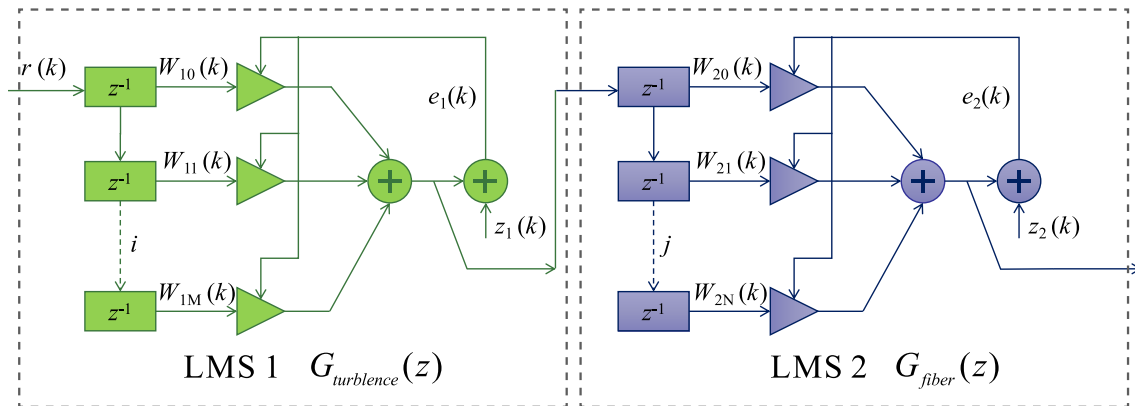 r(k)
z⁻¹
W₁₀(k)
e₁(k)
z⁻¹
W₁₁(k)
z₁(k)
i
z⁻¹
W₁M(k)
LMS 1 G_turblence(z)
z⁻¹
W₂₀(k)
e₂(k)
z⁻¹
W₂₁(k)
z₂(k)
j
z⁻¹
W₂N(k)
LMS 2 G_fiber(z)